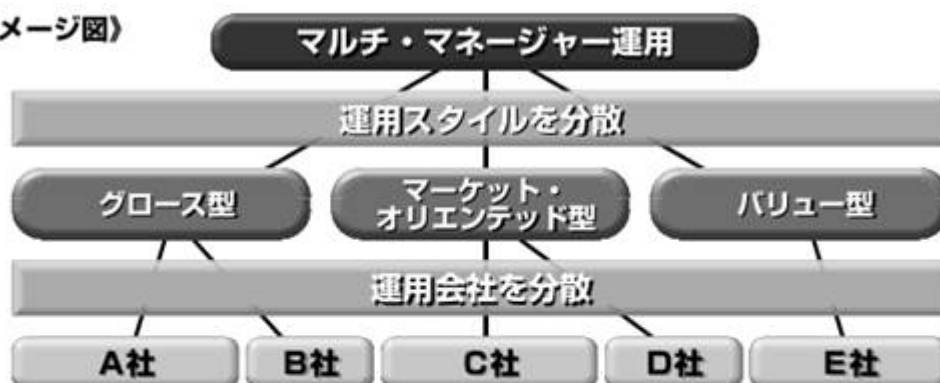 メージ図》
マルチ・マネージャー運用
運用スタイルを分散
グロース型
マーケット・
オリエンテッド型
バリュー型
運用会社を分散
A社
B社
C社
D社
E社